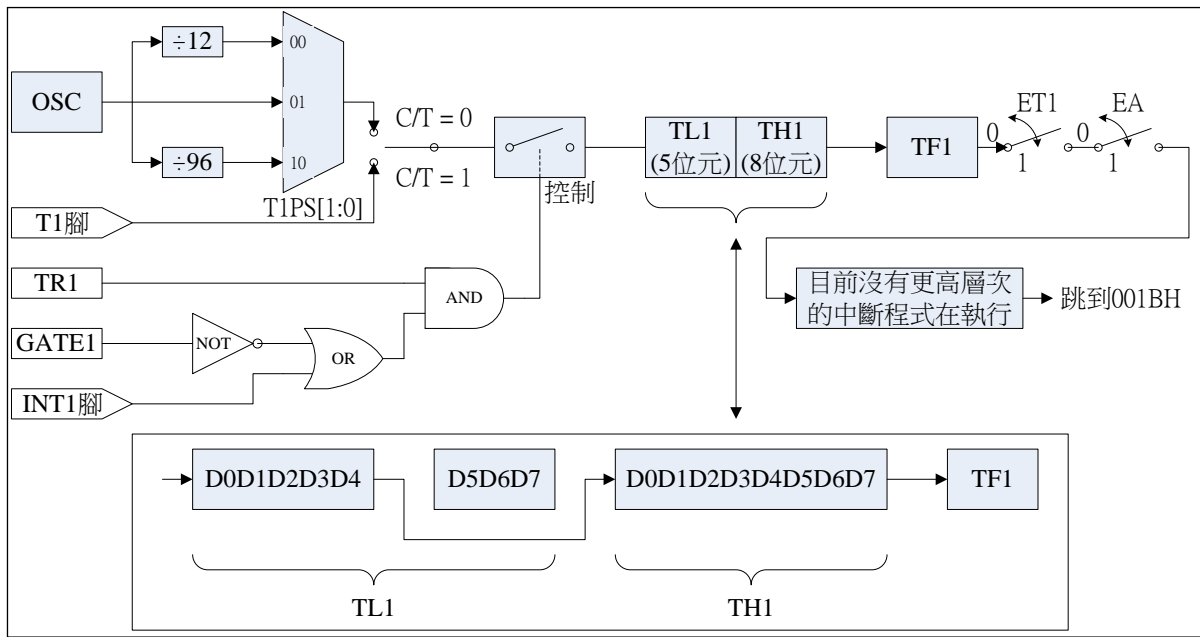 ÷12
00
OSC
01
÷96
10
T1PS[1:0]
C/T = 0
C/T = 1
控制
TL1
(5位元)
TH1
(8位元)
TF1
ET1
0
1
EA
0
1
T1腳
TR1
AND
GATE1
NOT
OR
INT1腳
目前沒有更高層次
的中斷程式在執行
跳到001BH
D0D1D2D3D4
D5D6D7
D0D1D2D3D4D5D6D7
TF1
TL1
TH1